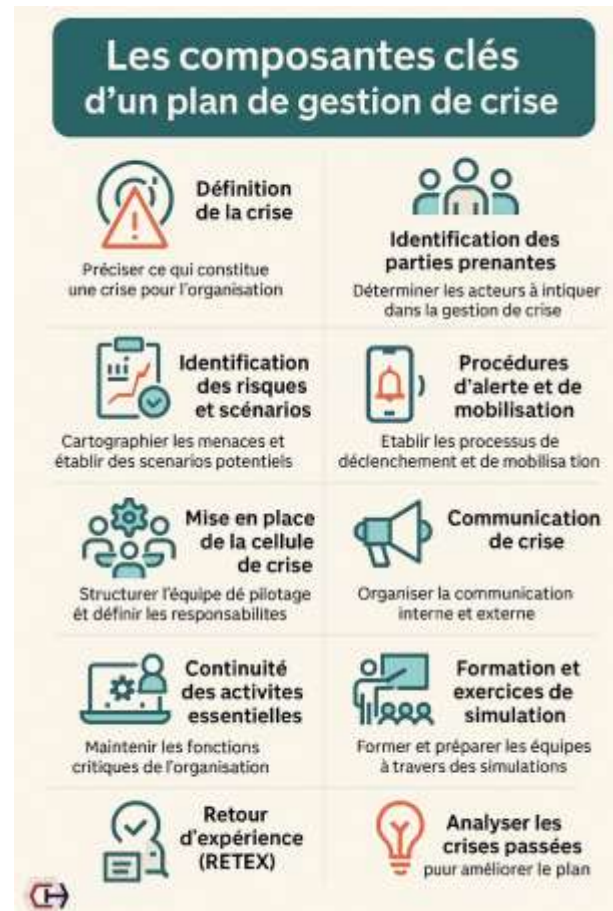 Les composantes clés
d'un plan de gestion de crise
Définition
de la crise
Préciser ce qui constitue
une crise pour l'organisation
Identification des
parties prenantes
Déterminer les acteurs à intiquer
dans la gestion de crise
Identification
des risques
et scénarios
Cartographier les menaces et
établir des scenarios potentiels
Procédures
d'alerte et de
mobilisation
Etablir les processus de
déclenchement et de mobilisa tion
Mise en place
de la cellule
de crise
Structurer l'équipe dé pilotage
ét définir les responsabilites
Communication
de crise
Organiser la communication
interne et externe
Continuité
des activites
essentielles
Maintenir les fonctions
critiques de l'organisation
Formation et
exercices de
simulation
Former et préparer les équipes
à travers des simulations
Retour
d'expérience
(RETEX)
Analyser les
crises passées
puur améliorer le plan